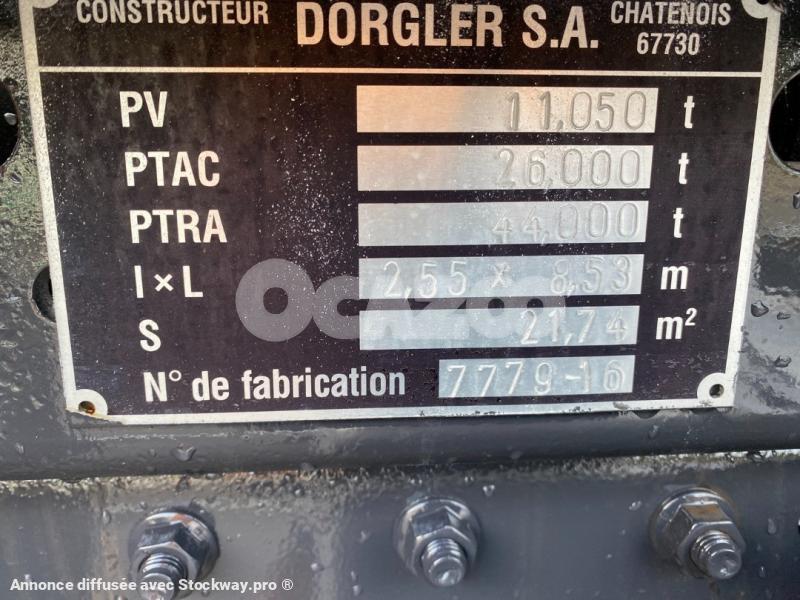 CONSTRUCTEUR DORGLER S.A. CHATENOIS
67730
PV 11,050 t
PTAC 26,000 t
PTRA 44,000 t
l×L 2,55 x 8,53 m
OCAZOO
S 21,74 m²
N° de fabrication 7779-16
Annonce diffusée avec Stockway.pro ®